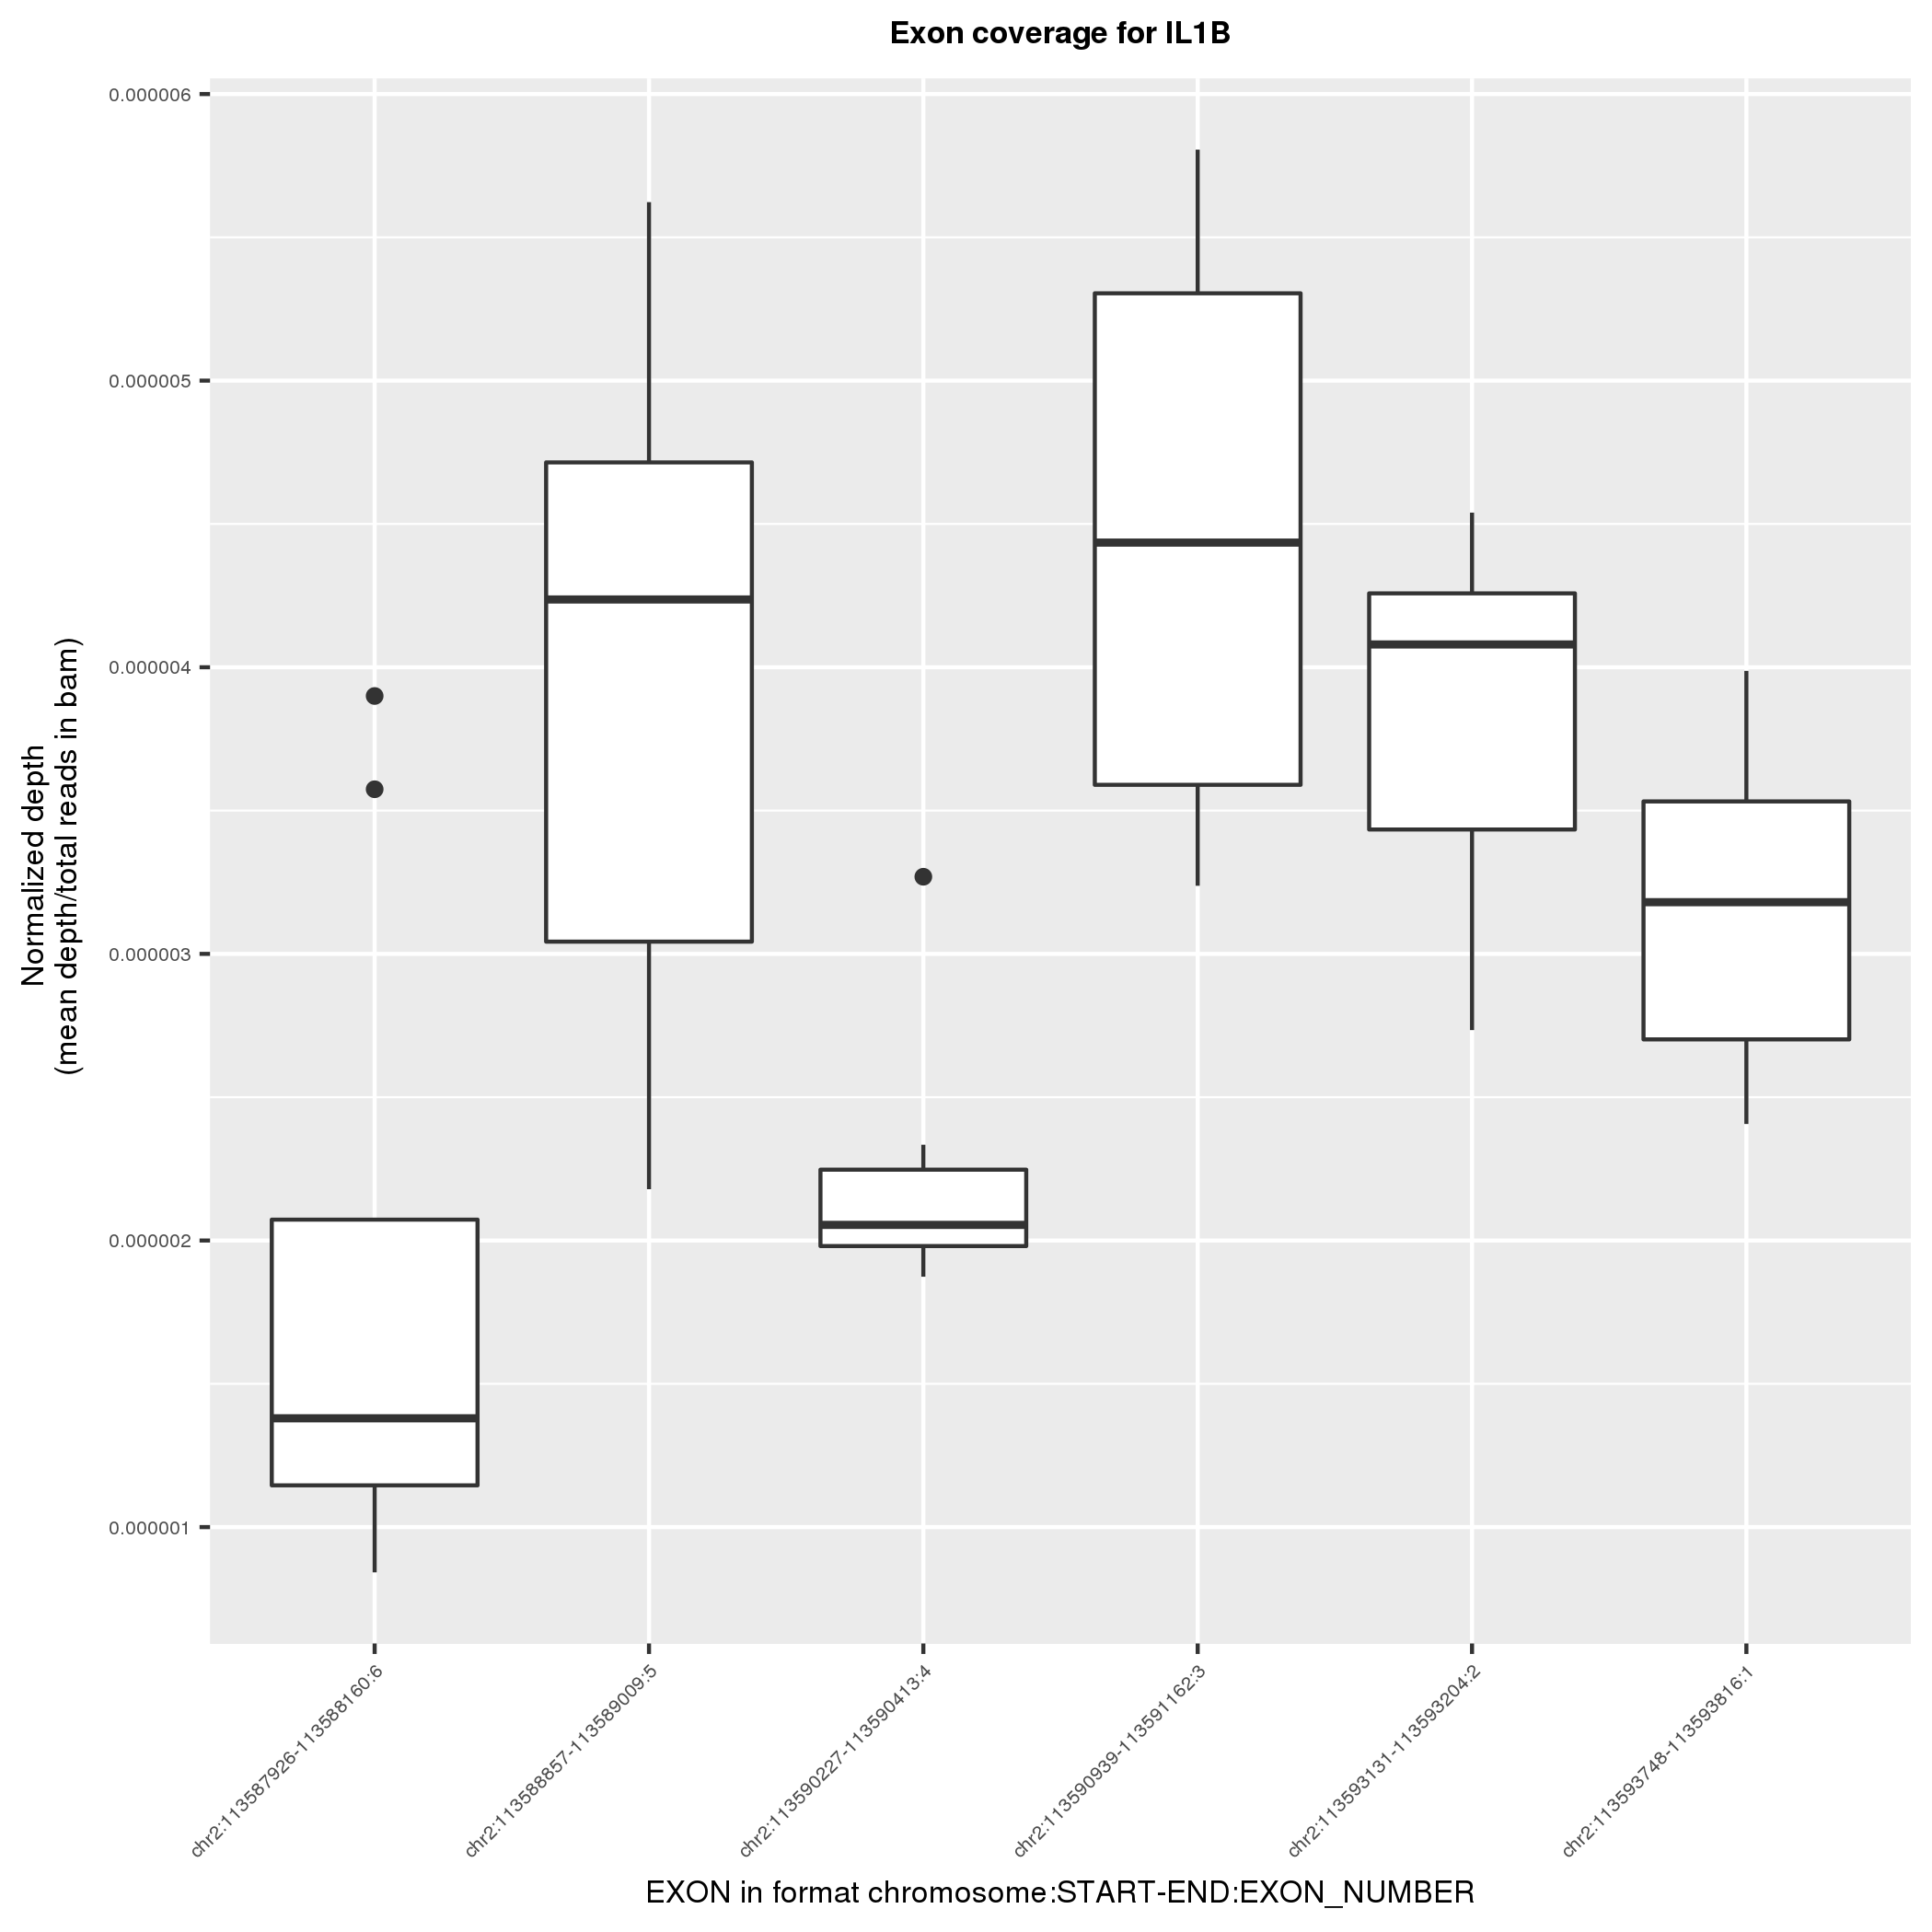 Exon coverage for IL1B
0.000006
0.000005
0.000004
0.000003
0.000002
0.000001
Normalized depth
(mean depth/total reads in bam)
chr2:113587926-113588160:6
chr2:113588857-113589009:5
chr2:113590227-113590413:4
chr2:113590939-113591162:3
chr2:113593131-113593204:2
chr2:113593748-113593816:1
EXON in format chromosome:START-END:EXON_NUMBER